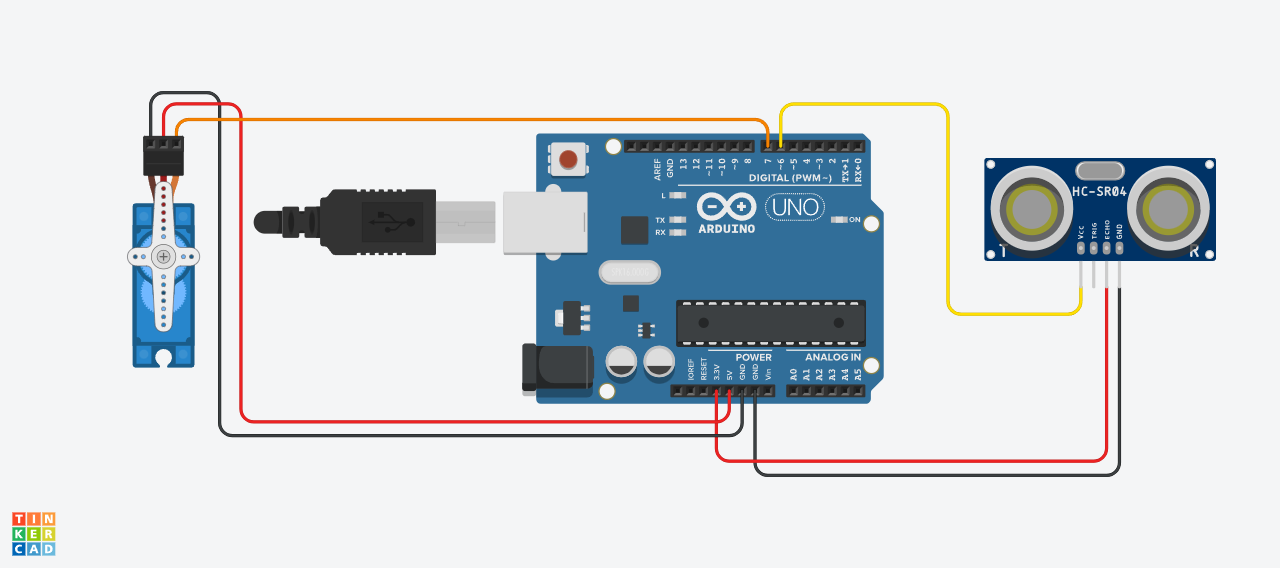 AREF
GND
13
12
~11
~10
~9
8
7
~6
~5
4
~3
2
TX→1
RX←0
DIGITAL (PWM~)
L
TX
RX
ARDUINO
UNO
ON
HC-SR04
VCC
TRIG
ECHO
GND
T
R
POWER
ANALOG IN
IOREF
RESET
3.3V
5V
GND
GND
Vin
A0
A1
A2
A3
A4
A5
TIN
KER
CAD